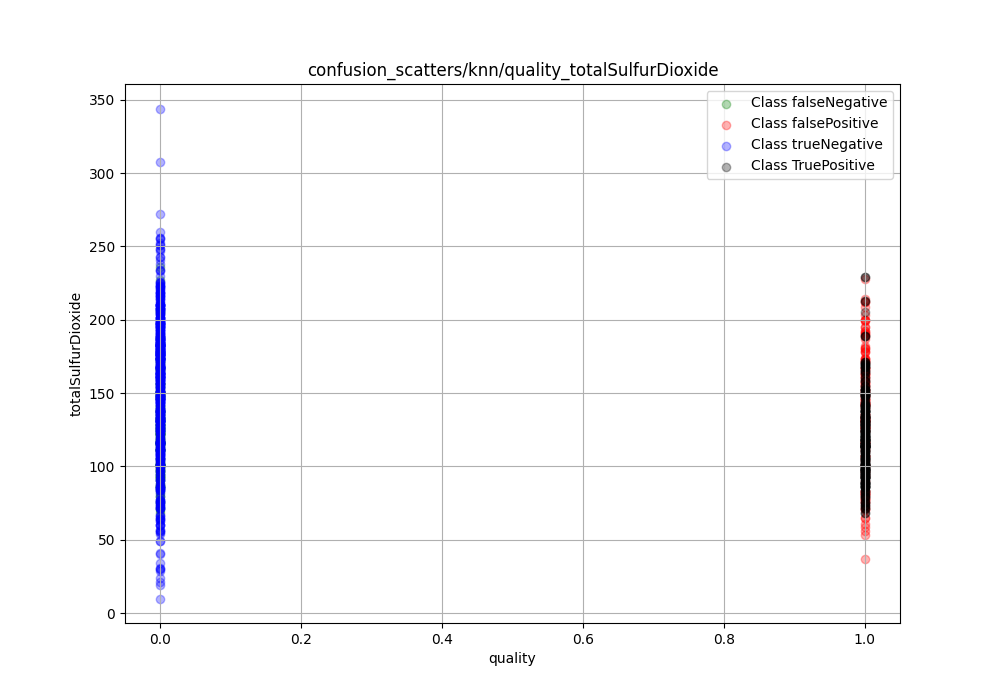 confusion_scatters/knn/quality_totalSulfurDioxide
Class falseNegative
Class falsePositive
Class trueNegative
Class TruePositive
totalSulfurDioxide
350
300
250
200
150
100
50
0
0.0 0.2 0.4 0.6 0.8 1.0
quality